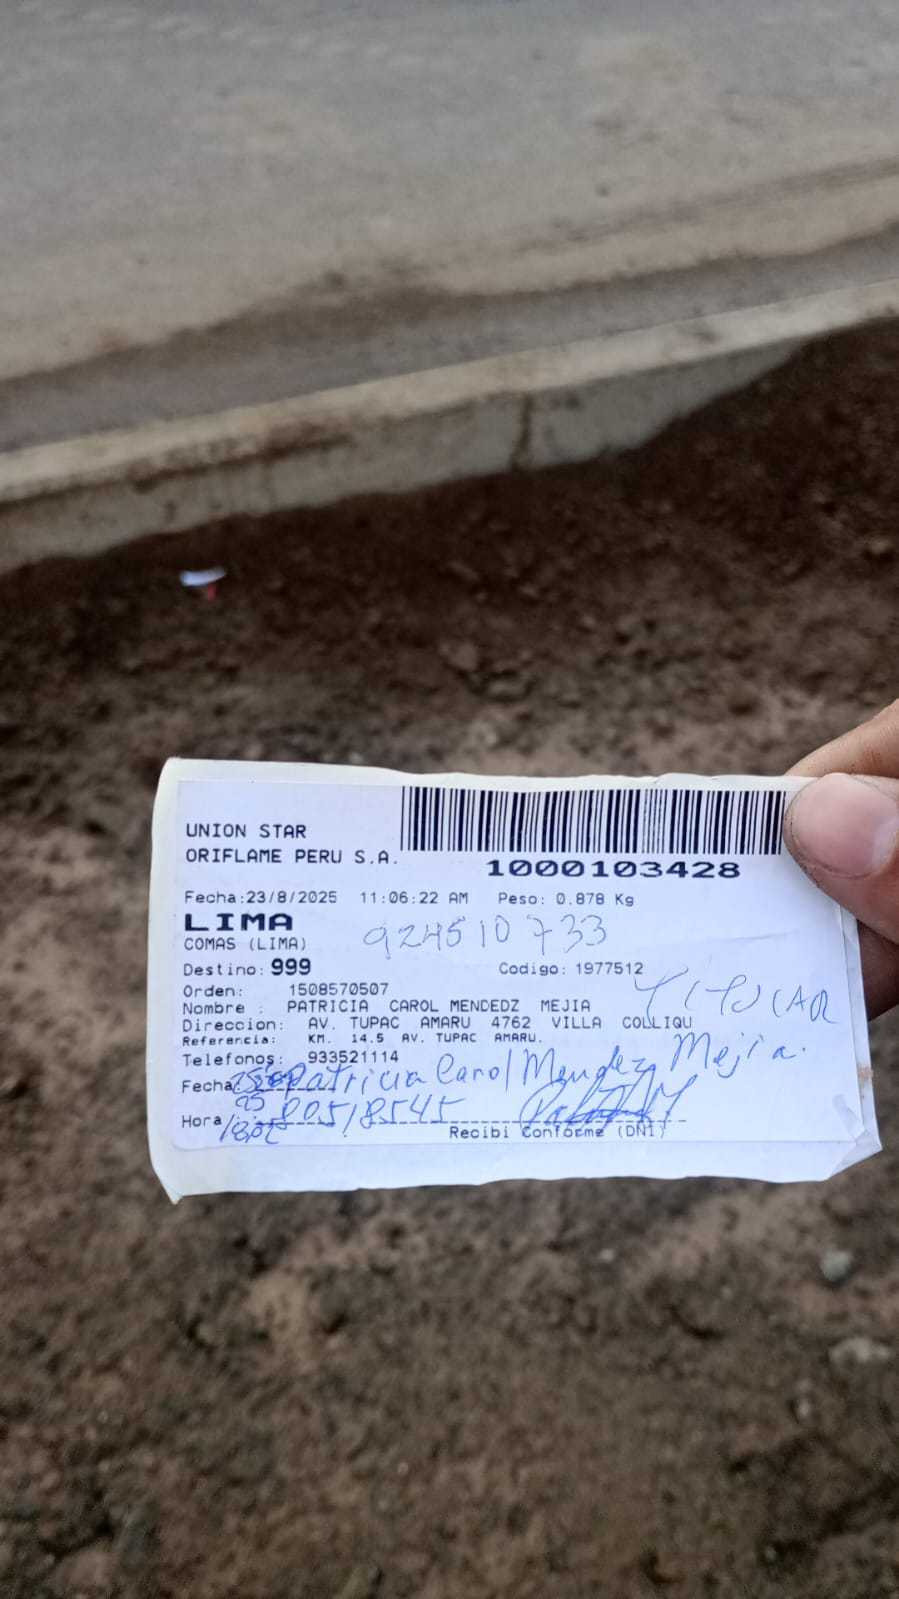 UNION STAR
ORIFLAME PERU S.A.
1000103428
Fecha:23/8/2025 11:06:22 AM Peso: 0.878 Kg
LIMA
COMAS (LIMA) 924510733
Destino: 999 Codigo: 1977512
Orden: 1508570507
TITULAR
Nombre : PATRICIA CAROL MENDEDZ MEJIA
Direccion: AV. TUPAC AMARU 4762 VILLA COLLIQU
Referencia: KM. 14.5 AV. TUPAC AMARU.
Telefonos: 933521114
Fecha: Patricia Carol Mendez Mejia.
Hora 80518545
Recibi Conforme (DNI)